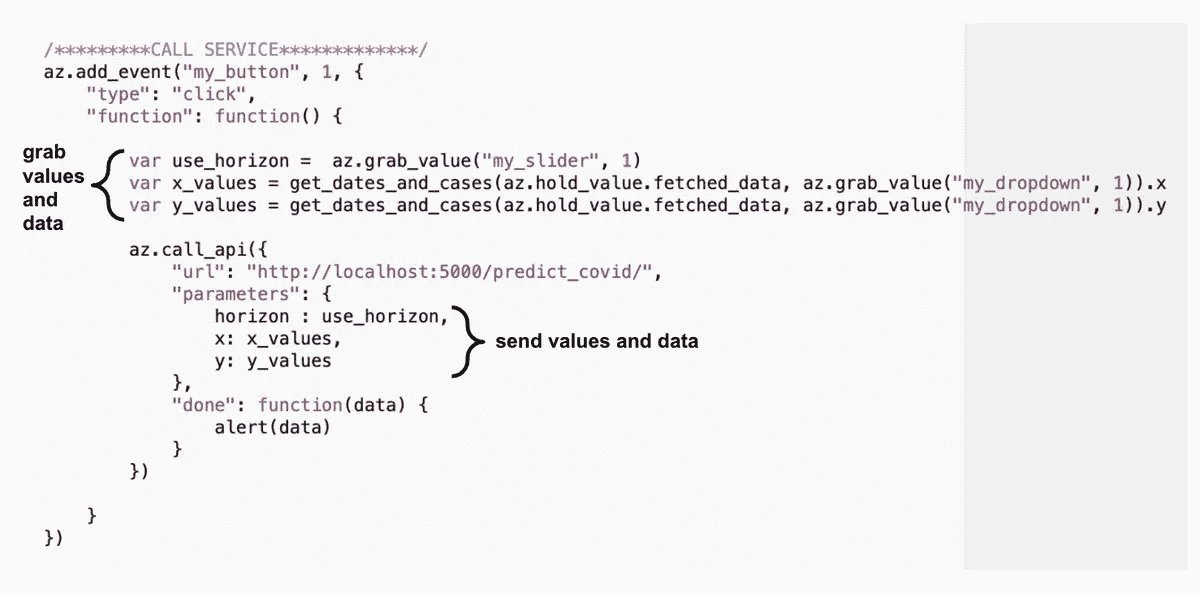 /*********CALL SERVICE*************/
az.add_event("my_button", 1, {
"type": "click",
"function": function() {
grab
values
and
data
var use_horizon =  az.grab_value("my_slider", 1)
var x_values = get_dates_and_cases(az.hold_value.fetched_data, az.grab_value("my_dropdown", 1)).x
var y_values = get_dates_and_cases(az.hold_value.fetched_data, az.grab_value("my_dropdown", 1)).y
az.call_api({
"url": "http://localhost:5000/predict_covid/",
"parameters": {
horizon : use_horizon,
x: x_values,
y: y_values
send values and data
},
"done": function(data) {
alert(data)
}
})
}
})